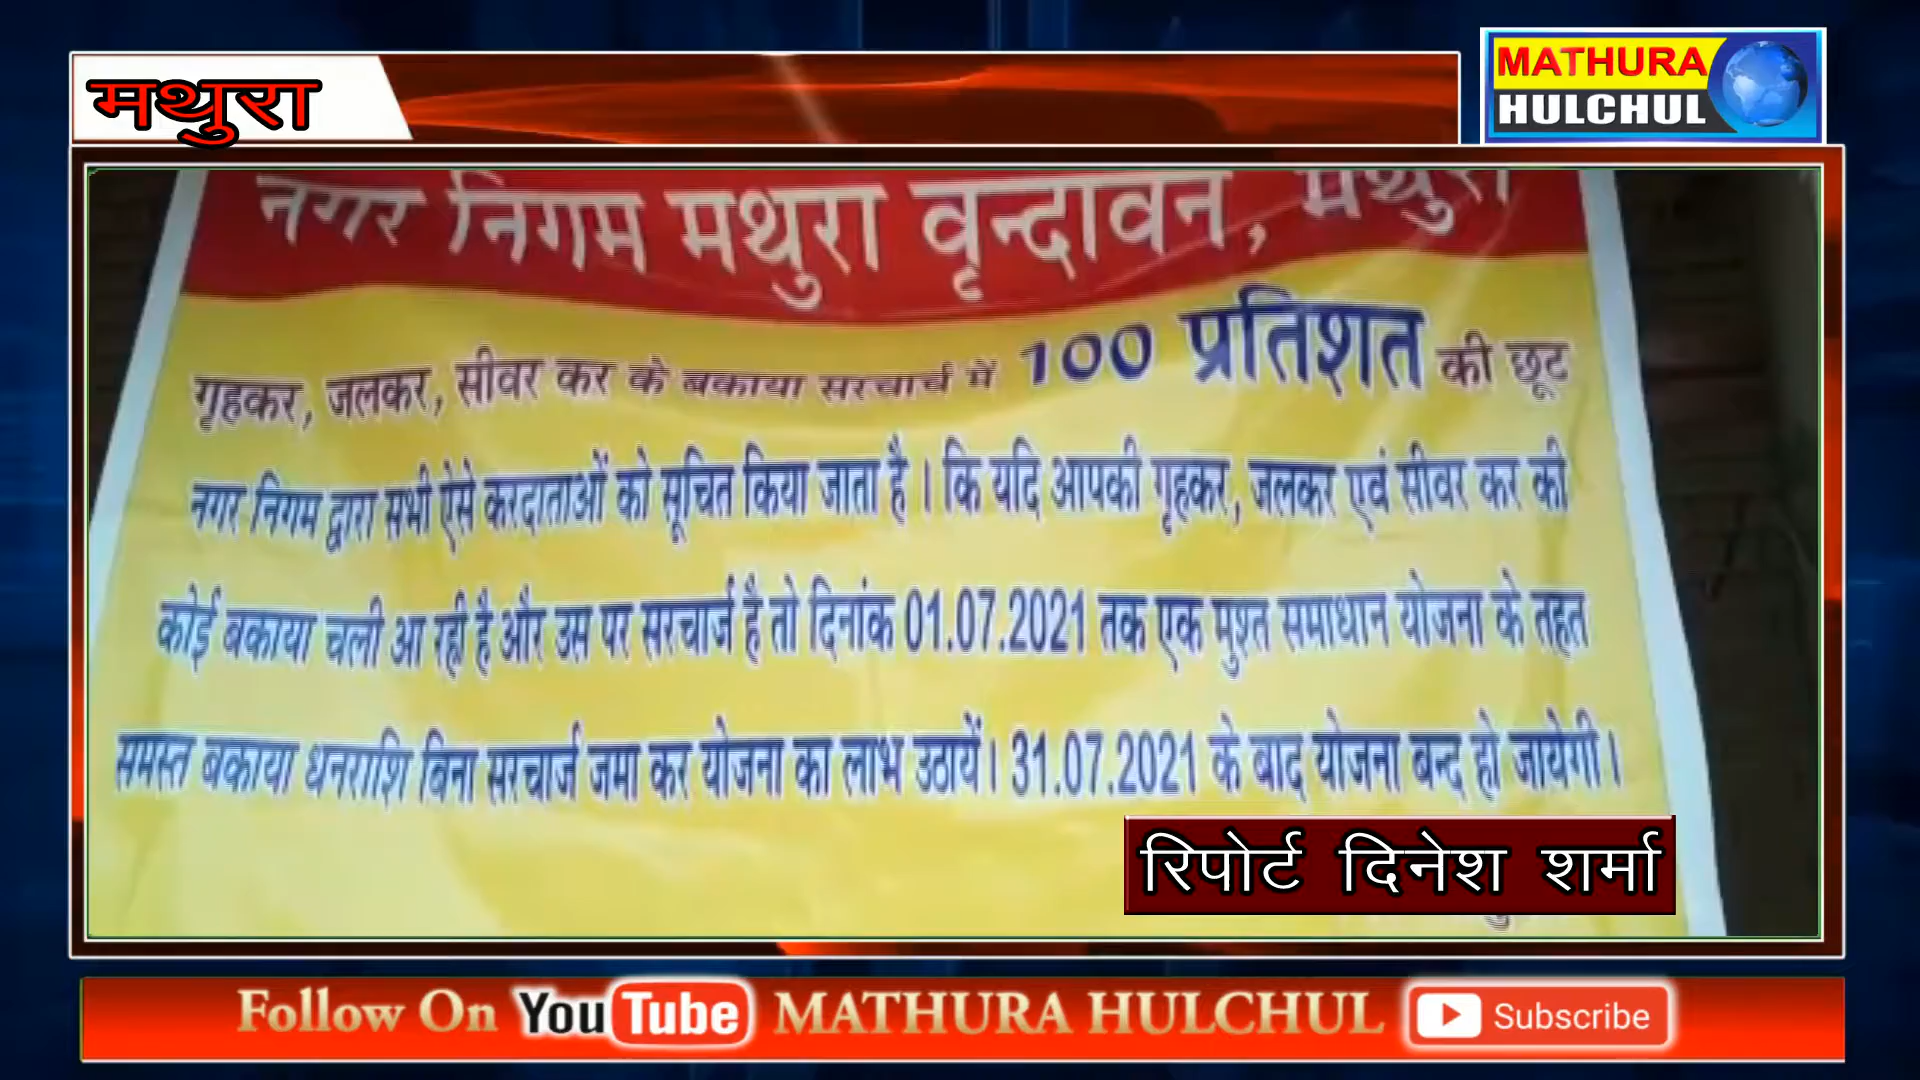 मथुरा
MATHURA
HULCHUL
नगर निगम मथुरा वृन्दावन, मथुरा
गृहकर, जलकर, सीवर कर के बकाया सरचार्ज में 100 प्रतिशत की छूट
नगर निगम द्वारा सभी ऐसे करदाताओं को सूचित किया जाता है । कि यदि आपकी गृहकर, जलकर एवं सीवर कर की
कोई बकाया चली आ रही है और उस पर सरचार्ज है तो दिनांक 01.07.2021 तक एक मुश्त समाधान योजना के तहत
समस्त बकाया धनराशि बिना सरचार्ज जमा कर योजना का लाभ उठायें। 31.07.2021 के बाद योजना बन्द हो जायेगी।
रिपोर्ट दिनेश शर्मा
Follow On YouTube MATHURA HULCHUL Subscribe